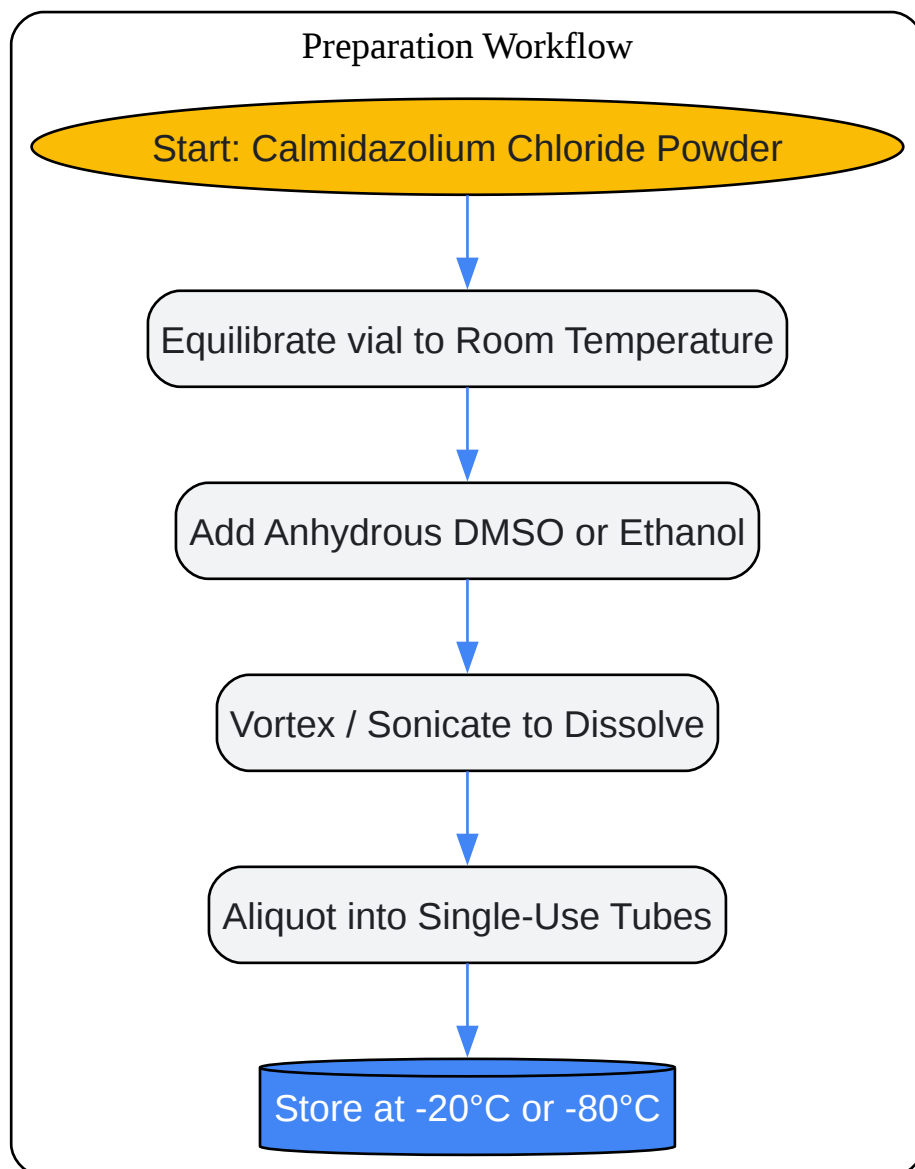 Preparation Workflow
Start: Calmidazolium Chloride Powder
Equilibrate vial to Room Temperature
Add Anhydrous DMSO or Ethanol
Vortex / Sonicate to Dissolve
Aliquot into Single-Use Tubes
Store at -20°C or -80°C